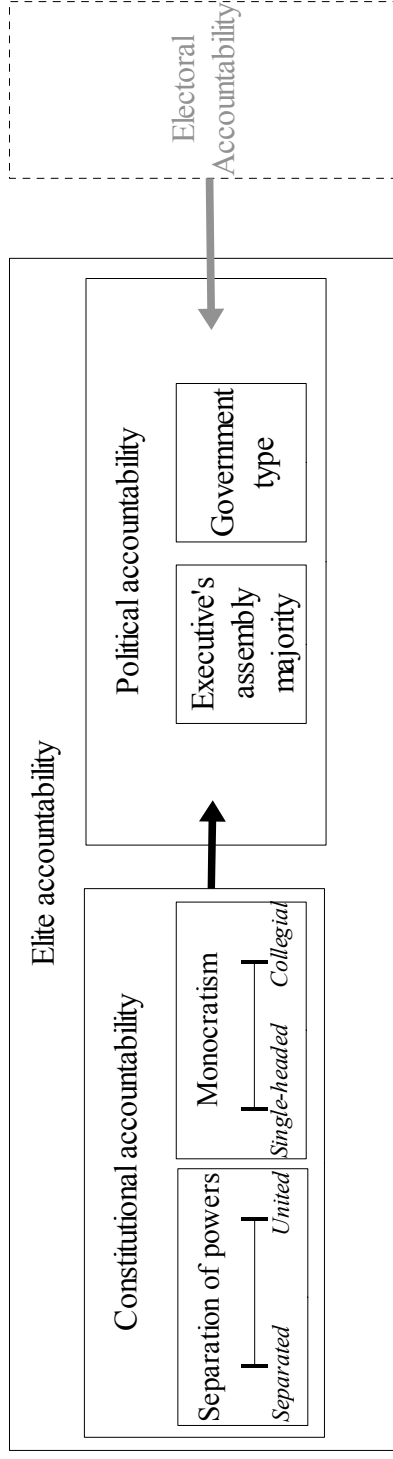 Elite accountability
Constitutional accountability
Separation of powers
Separated
United
Monocratism
Single-headed
Collegial
Political accountability
Executive's
assembly
majority
Government
type
Electoral
Accountability